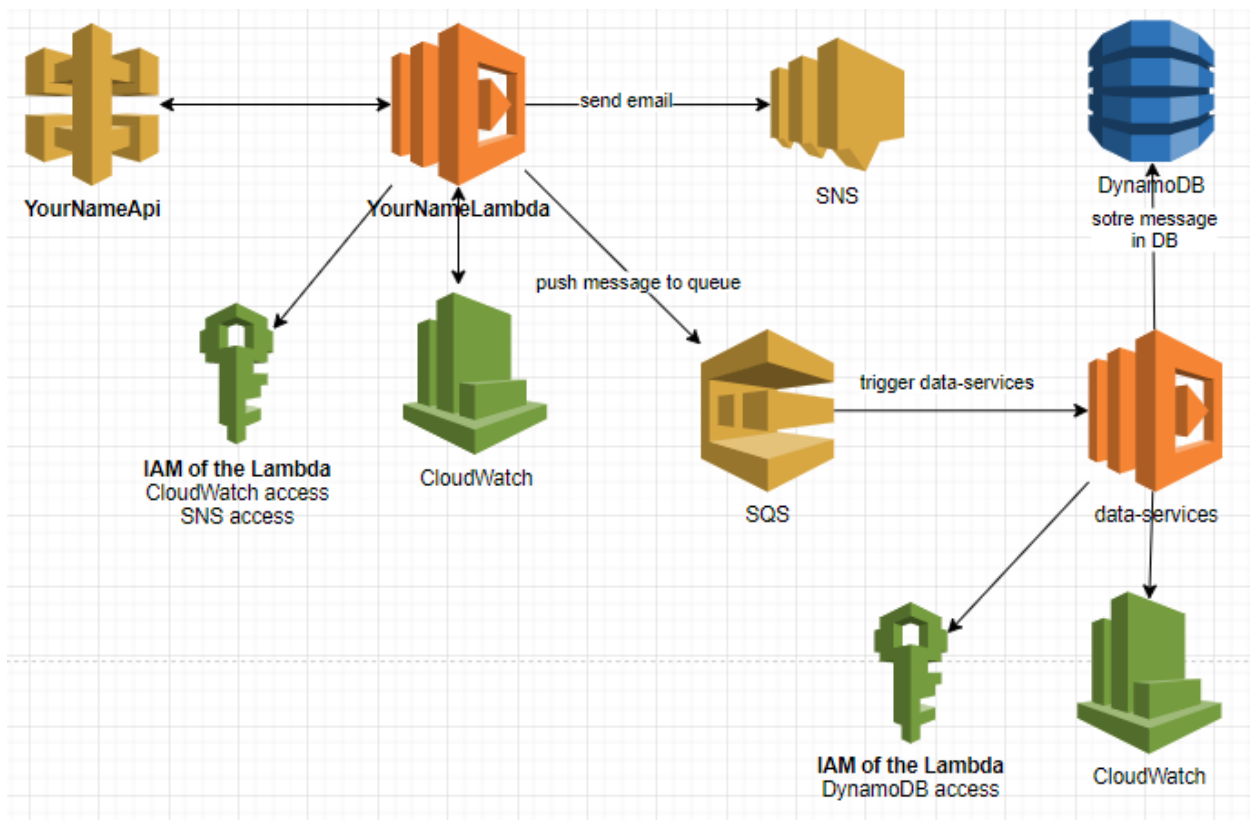 send email
YourNameApi
YourNameLambda
SNS
DynamoDB
sotre message
in DB
push message to queue
trigger data-services
IAM of the Lambda
CloudWatch access
SNS access
CloudWatch
SQS
data-services
IAM of the Lambda
DynamoDB access
CloudWatch